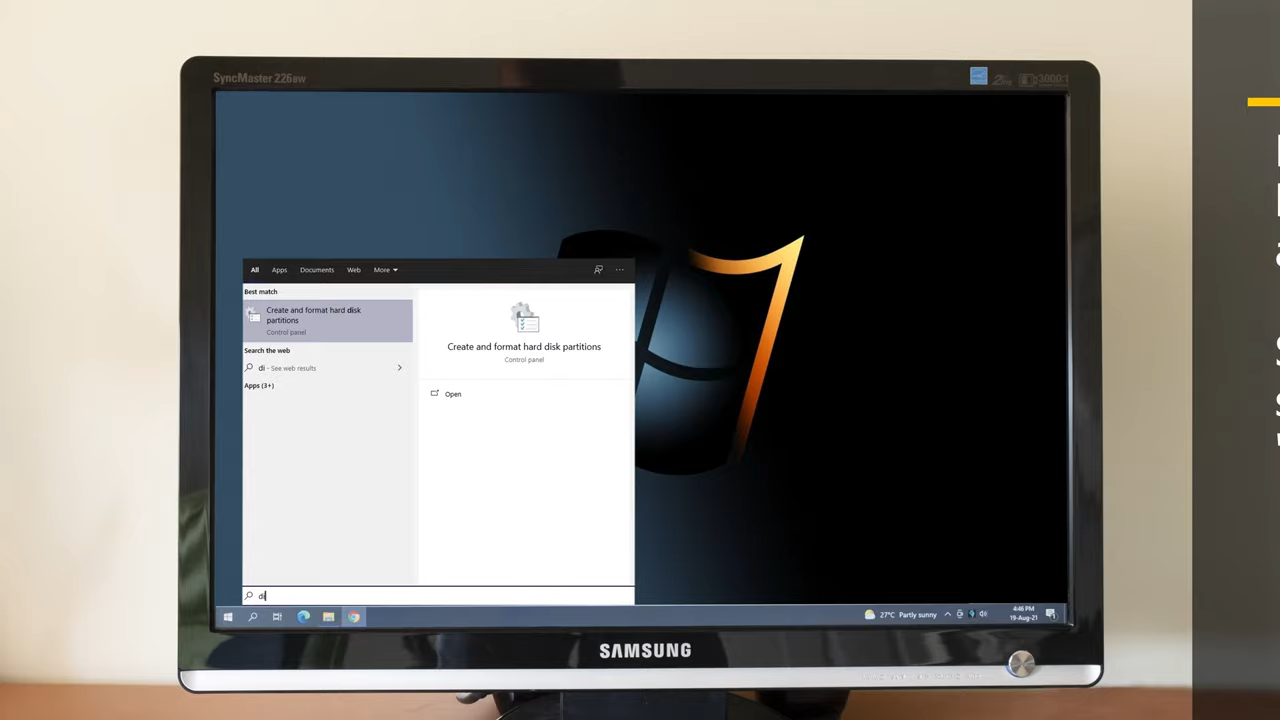 SyncMaster 226BW
3000:1
All Apps Documents Web More
Best match
Create and format hard disk
partitions
Control panel
Search the web
di - See web results
Apps (3+)
Create and format hard disk partitions
Control panel
Open
di
27°C Partly sunny
4:46 PM
19-Aug-21
SAMSUNG